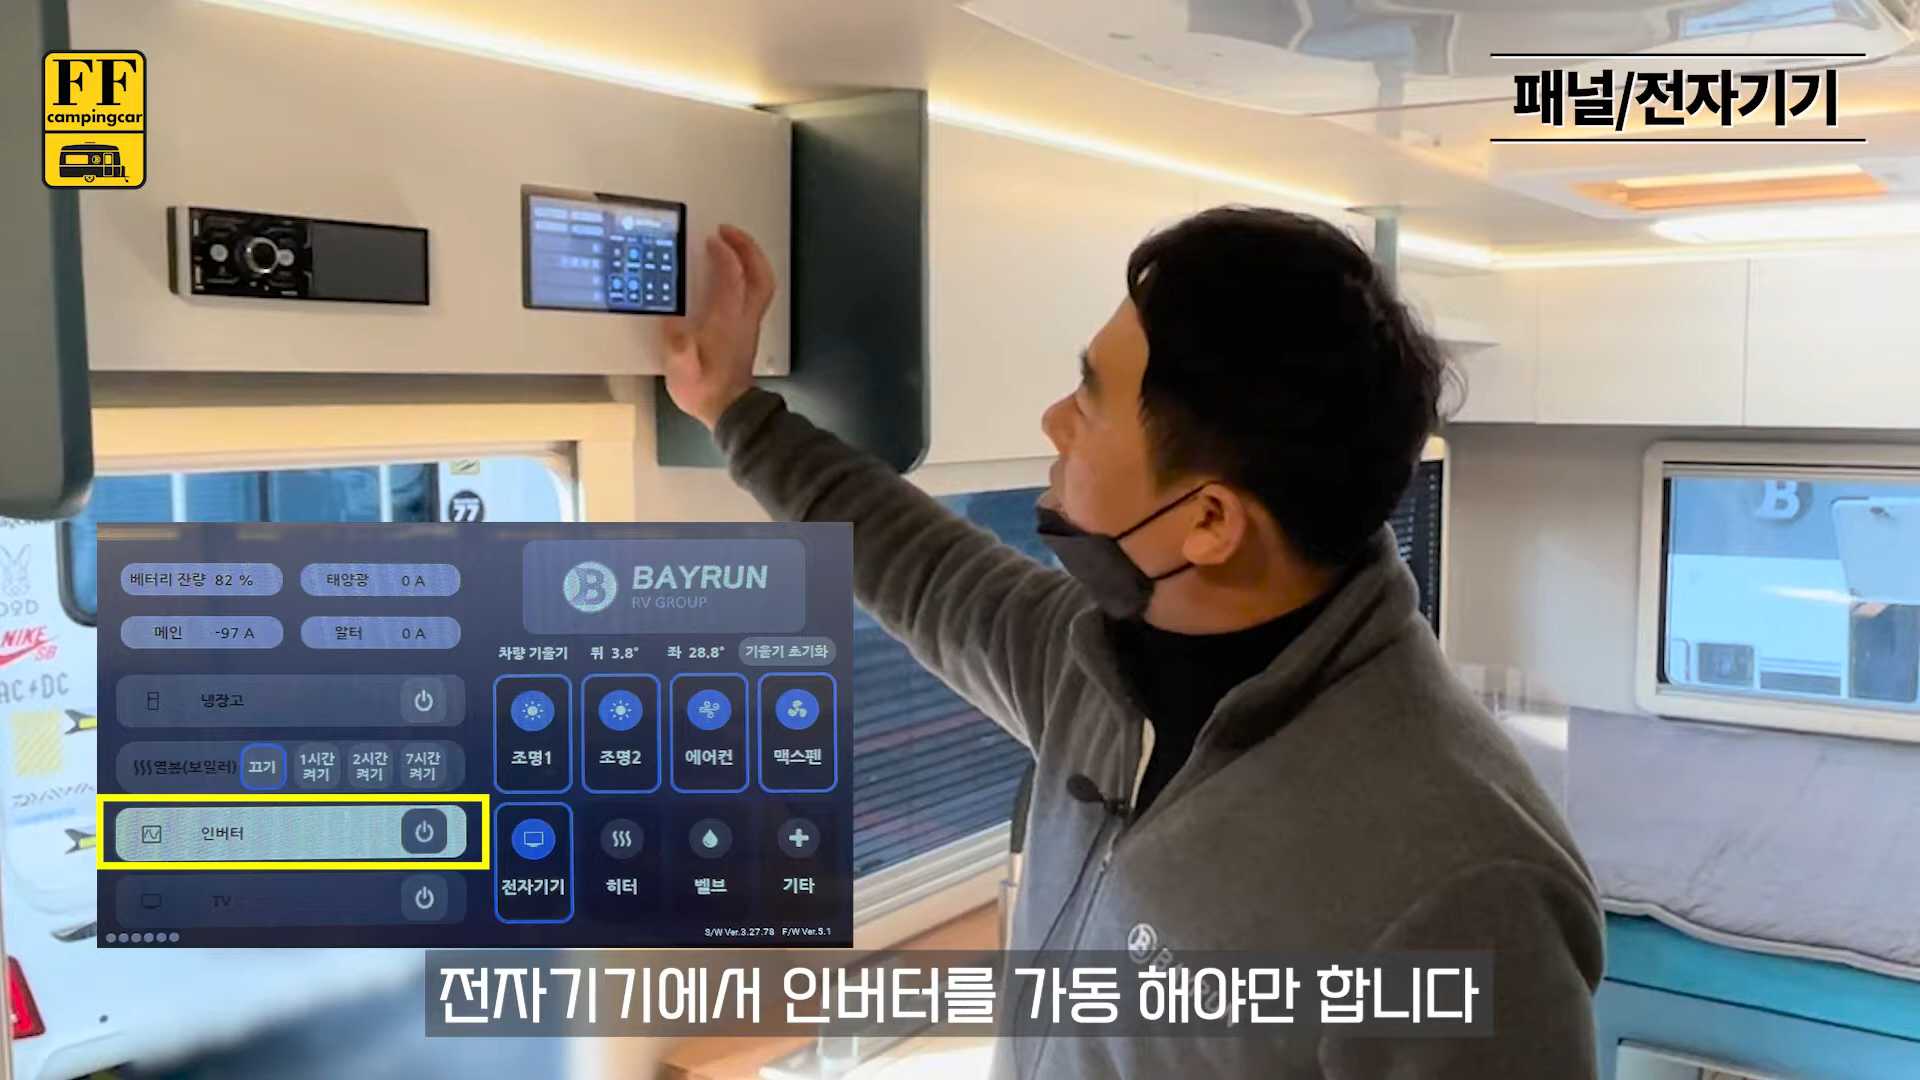 FF
campingcar
패널/전자기기
77
B
NIKE
SB
AC DC
베터리 잔량 82 %
태양광 0 A
메인 -97 A
알터 0 A
B BAYRUN
RV GROUP
차량 기울기 뒤 3.8° 좌 28.8° 기울기 초기화
냉장고
열봉(보일러) 끄기 1시간 켜기 2시간 켜기 7시간 켜기
인버터
TV
조명1 조명2 에어컨 맥스펜
전자기기 히터 벨브 기타
S/W Ver.3.27.78 F/W Ver.5.1
전자기기에서 인버터를 가동 해야만 합니다